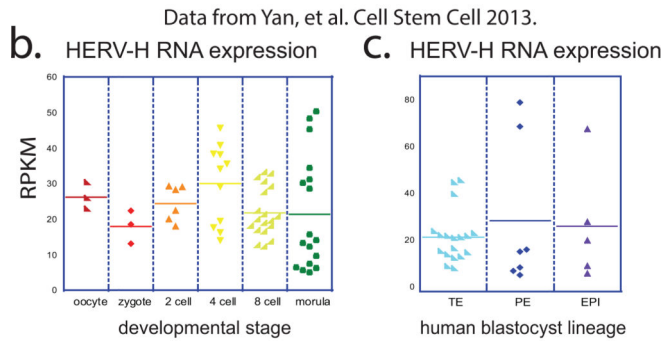 Data from Yan, et al. Cell Stem Cell 2013.
b. HERV-H RNA expression
RPKM
60
50
40
30
20
10
0
oocyte zygote 2 cell 4 cell 8 cell morula
developmental stage
c. HERV-H RNA expression
80
60
40
20
0
TE PE EPI
human blastocyst lineage